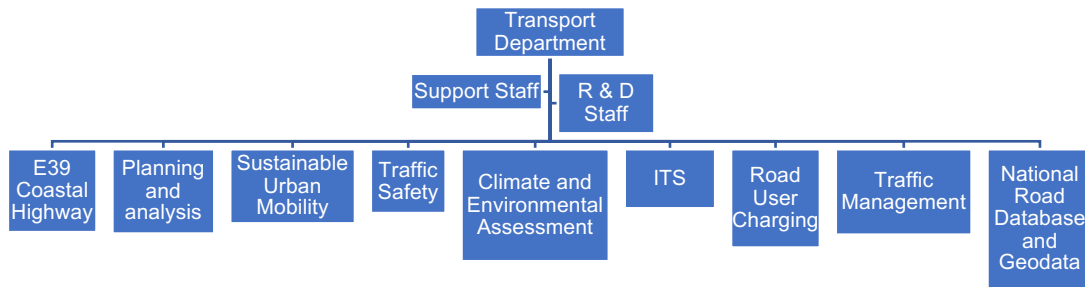 Transport
Department
Support Staff
R & D
Staff
E39
Coastal
Highway
Planning
and
analysis
Sustainable
Urban
Mobility
Traffic
Safety
Climate and
Environmental
Assessment
ITS
Road
User
Charging
Traffic
Management
National
Road
Database
and
Geodata